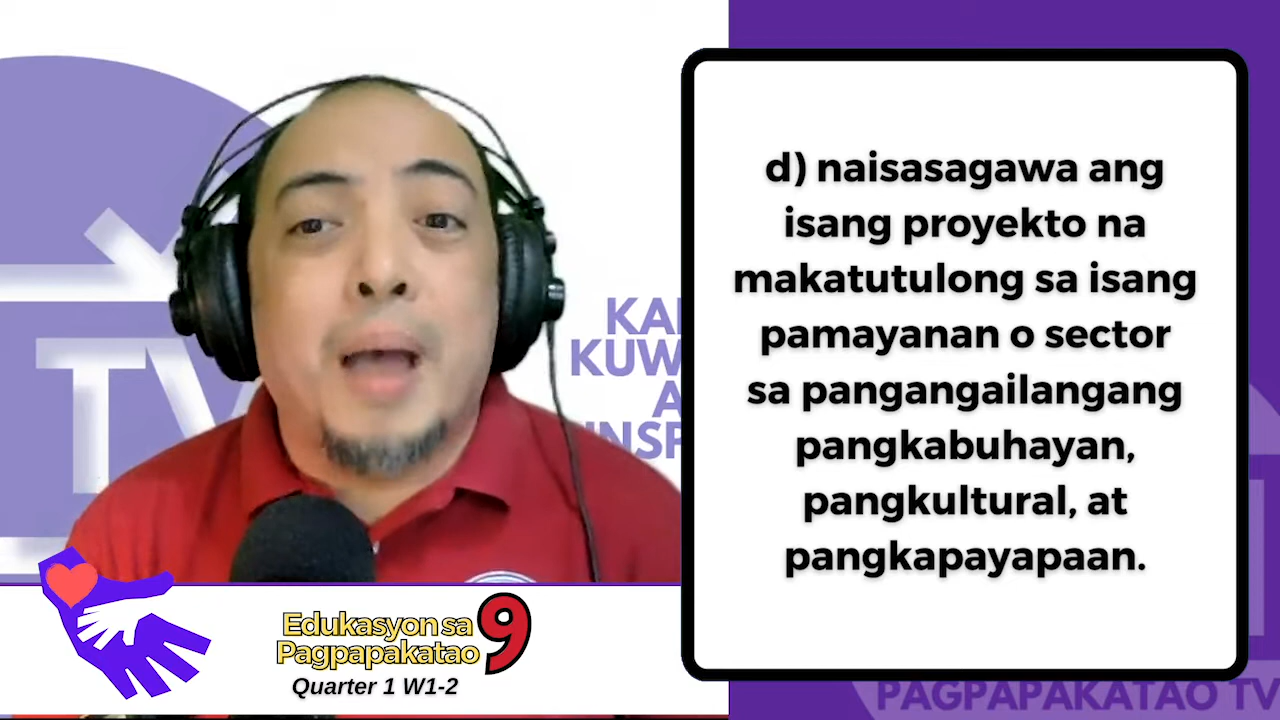 TV
d) naisasagawa ang
isang proyekto na
makatutulong sa isang
pamayanan o sector
sa pangangailangang
pangkabuhayan,
pangkultural, at
pangkapayapaan.
Edukasyon sa
Pagpapakatao 9
Quarter 1 W1-2
PAGPAPAKATAO TV